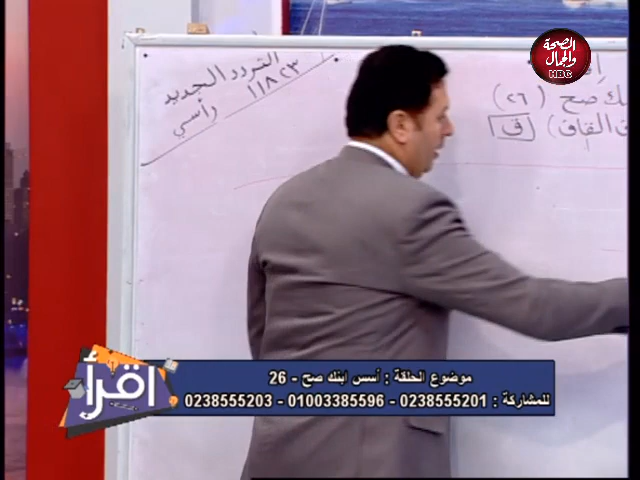 الصحة
والجمال
HBC
التردد الجديد
١١٨٢٣
رأسي
صح (٢٦)
القاف) ق
اقرأ
موضوع الحلقة : أسس ابنك صح - 26
للمشاركة : 0238555201 - 01003385596 - 0238555203